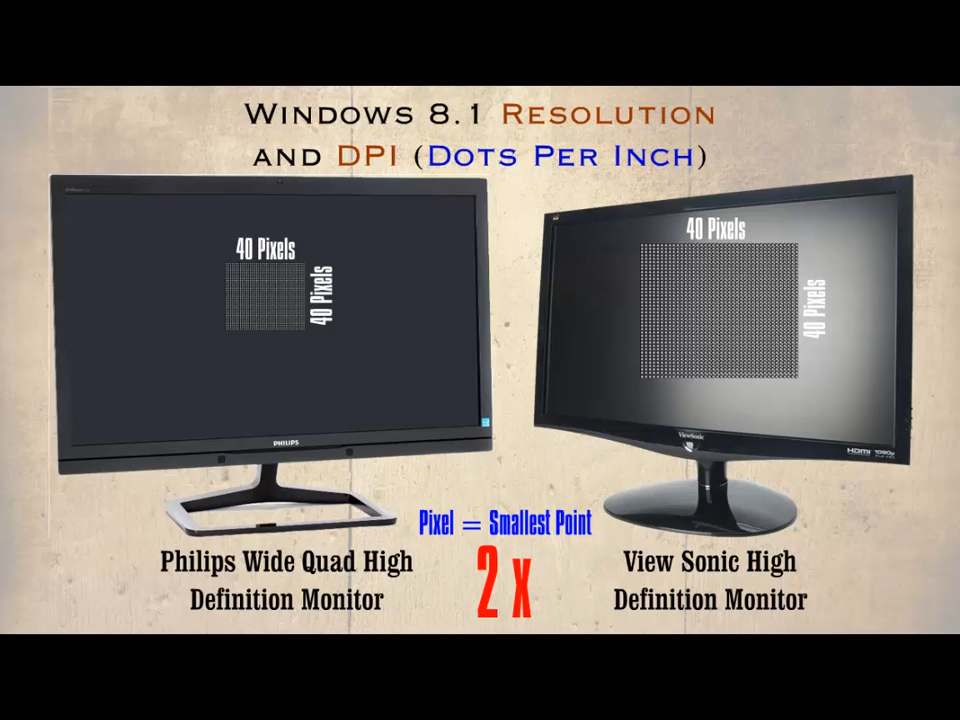 Windows 8.1 Resolution
and DPI (Dots Per Inch)
40 Pixels
40 Pixels
40 Pixels
40 Pixels
PHILIPS
ViewSonic
HDMI 1080p
Pixel = Smallest Point
2 x
Philips Wide Quad High
Definition Monitor
View Sonic High
Definition Monitor